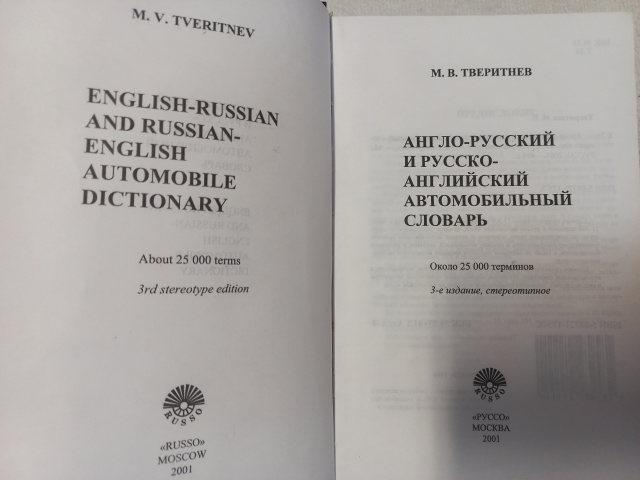 M. V. TVERITNEV
ENGLISH-RUSSIAN
AND RUSSIAN-
ENGLISH
AUTOMOBILE
DICTIONARY
About 25 000 terms
3rd stereotype edition
RUSSO
«RUSSO»
MOSCOW
2001
М. В. ТВЕРИТНЕВ
АНГЛО-РУССКИЙ
И РУССКО-
АНГЛИЙСКИЙ
АВТОМОБИЛЬНЫЙ
СЛОВАРЬ
Около 25 000 терминов
3-е издание, стереотипное
RUSSO
«РУССО»
МОСКВА
2001